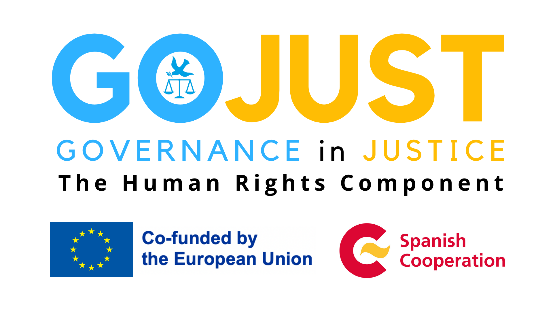 GOJUST
GOVERNANCE in JUSTICE
The Human Rights Component
Co-funded by
the European Union
Spanish
Cooperation